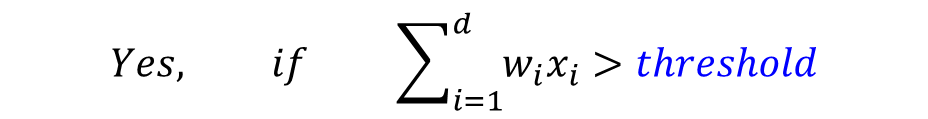 Yes, if ∑_{i=1}^{d} w_i x_i > threshold